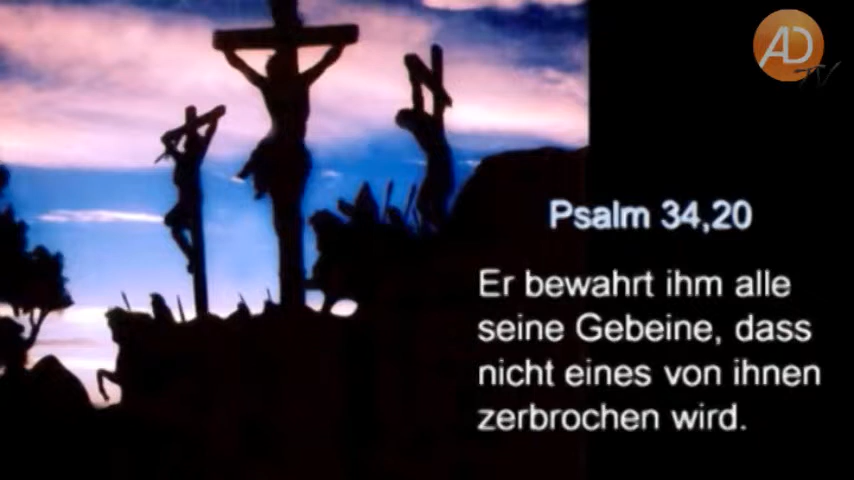 AD
TV
Psalm 34,20
Er bewahrt ihm alle
seine Gebeine, dass
nicht eines von ihnen
zerbrochen wird.